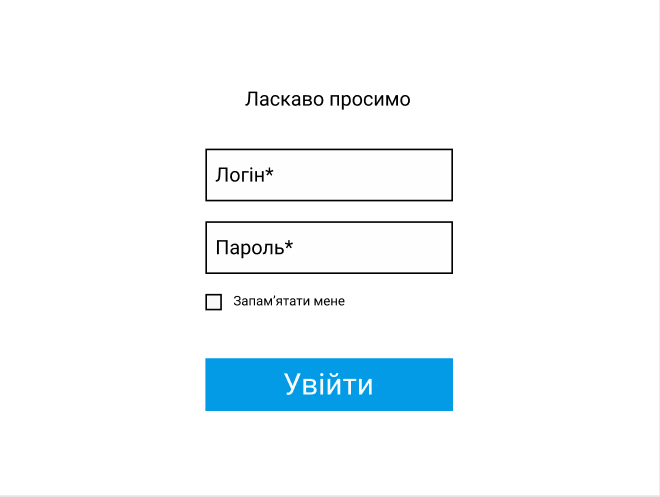 Ласкаво просимо
Логін*
Пароль*
Запам’ятати мене
Увійти